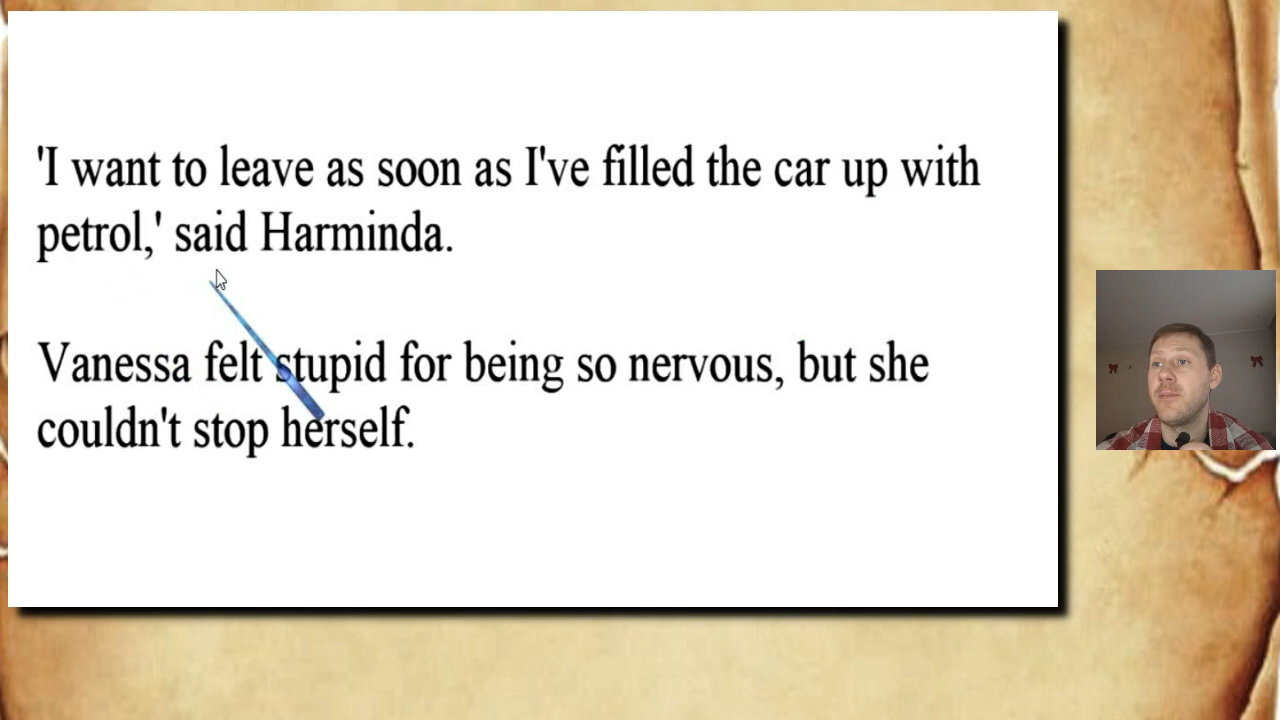 'I want to leave as soon as I've filled the car up with
petrol,' said Harminda.
Vanessa felt stupid for being so nervous, but she
couldn't stop herself.